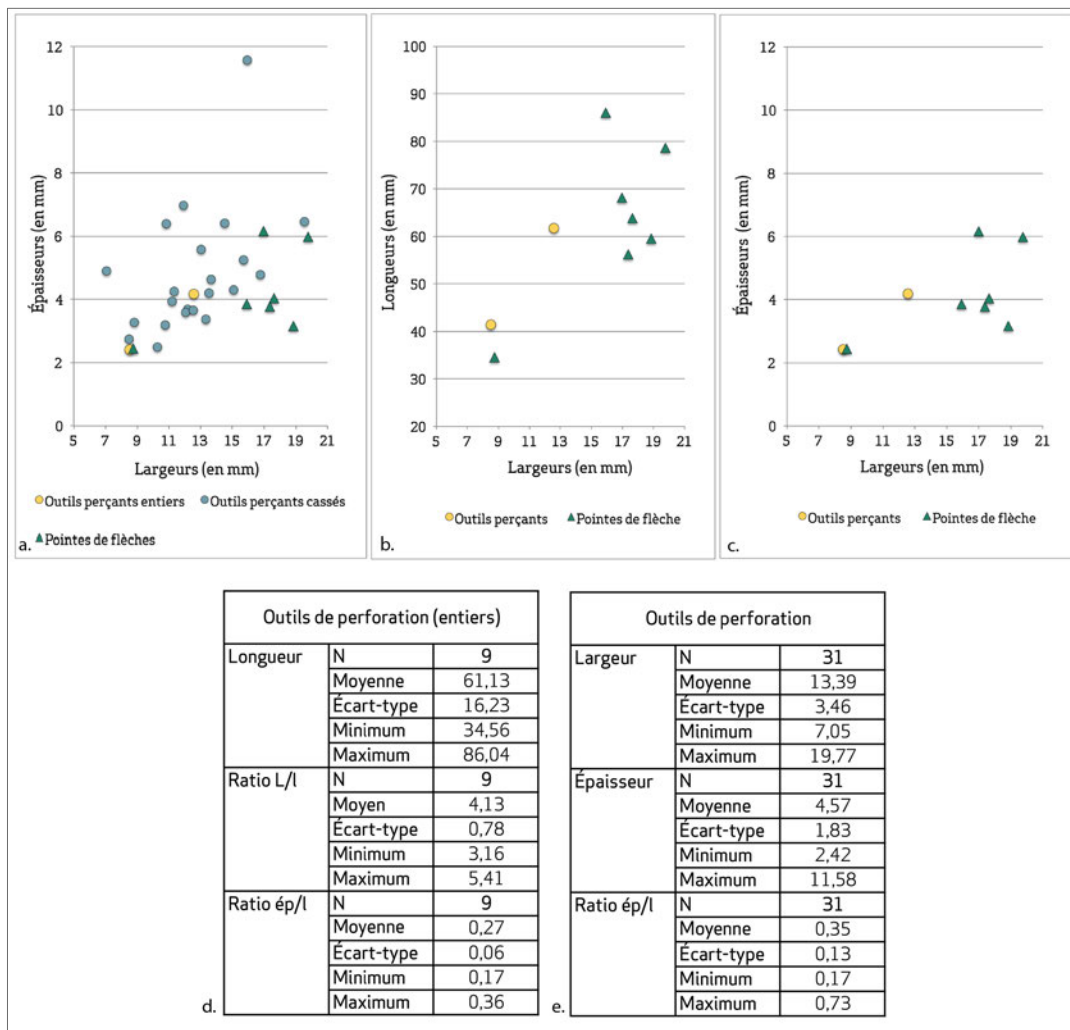 12
10
8
6
4
2
0
Épaisseurs (en mm)
5 7 9 11 13 15 17 19 21
Largeurs (en mm)
Outils perçants entiers Outils perçants cassés
Pointes de flèches
a.
100
90
80
70
60
50
40
30
20
Longueurs (en mm)
5 7 9 11 13 15 17 19 21
Largeurs (en mm)
Outils perçants Pointes de flèche
b.
12
10
8
6
4
2
0
Épaisseurs (en mm)
5 7 9 11 13 15 17 19 21
Largeurs (en mm)
Outils perçants Pointes de flèche
c.
Outils de perforation (entiers)
Longueur N 9
Moyenne 61,13
Écart-type 16,23
Minimum 34,56
Maximum 86,04
Ratio L/l N 9
Moyen 4,13
Écart-type 0,78
Minimum 3,16
Maximum 5,41
Ratio ép/l N 9
Moyenne 0,27
Écart-type 0,06
Minimum 0,17
Maximum 0,36
d.
Outils de perforation
Largeur N 31
Moyenne 13,39
Écart-type 3,46
Minimum 7,05
Maximum 19,77
Épaisseur N 31
Moyenne 4,57
Écart-type 1,83
Minimum 2,42
Maximum 11,58
Ratio ép/l N 31
Moyenne 0,35
Écart-type 0,13
Minimum 0,17
Maximum 0,73
e.